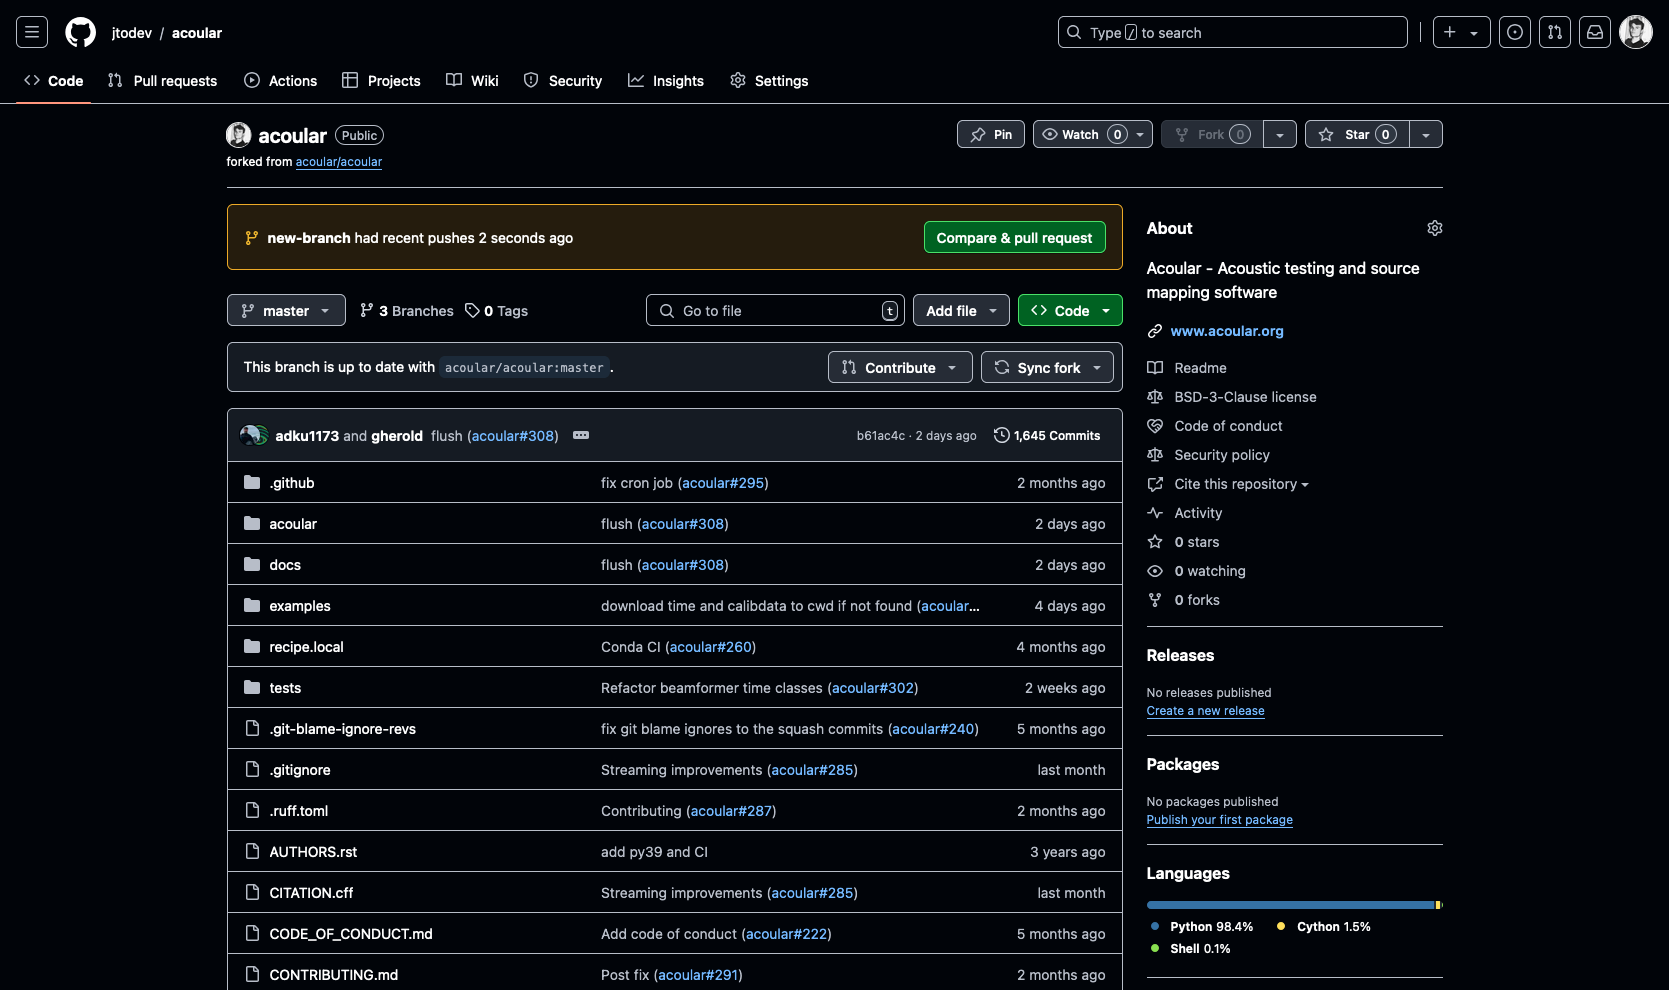 jtodev / acoular
Type / to search
Code Pull requests Actions Projects Wiki Security Insights Settings
acoular Public
Pin Watch 0 Fork 0 Star 0
forked from acoular/acoular
new-branch had recent pushes 2 seconds ago
Compare & pull request
master 3 Branches 0 Tags
Go to file t Add file Code
This branch is up to date with acoular/acoular:master.
Contribute Sync fork
adku1173 and gherold flush (acoular#308) b61ac4c · 2 days ago 1,645 Commits
.github fix cron job (acoular#295) 2 months ago
acoular flush (acoular#308) 2 days ago
docs flush (acoular#308) 2 days ago
examples download time and calibdata to cwd if not found (acoular... 4 days ago
recipe.local Conda CI (acoular#260) 4 months ago
tests Refactor beamformer time classes (acoular#302) 2 weeks ago
.git-blame-ignore-revs fix git blame ignores to the squash commits (acoular#240) 5 months ago
.gitignore Streaming improvements (acoular#285) last month
.ruff.toml Contributing (acoular#287) 2 months ago
AUTHORS.rst add py39 and CI 3 years ago
CITATION.cff Streaming improvements (acoular#285) last month
CODE_OF_CONDUCT.md Add code of conduct (acoular#222) 5 months ago
CONTRIBUTING.md Post fix (acoular#291) 2 months ago
About
Acoular - Acoustic testing and source
mapping software
www.acoular.org
Readme
BSD-3-Clause license
Code of conduct
Security policy
Cite this repository
Activity
0 stars
0 watching
0 forks
Releases
No releases published
Create a new release
Packages
No packages published
Publish your first package
Languages
Python 98.4% Cython 1.5%
Shell 0.1%